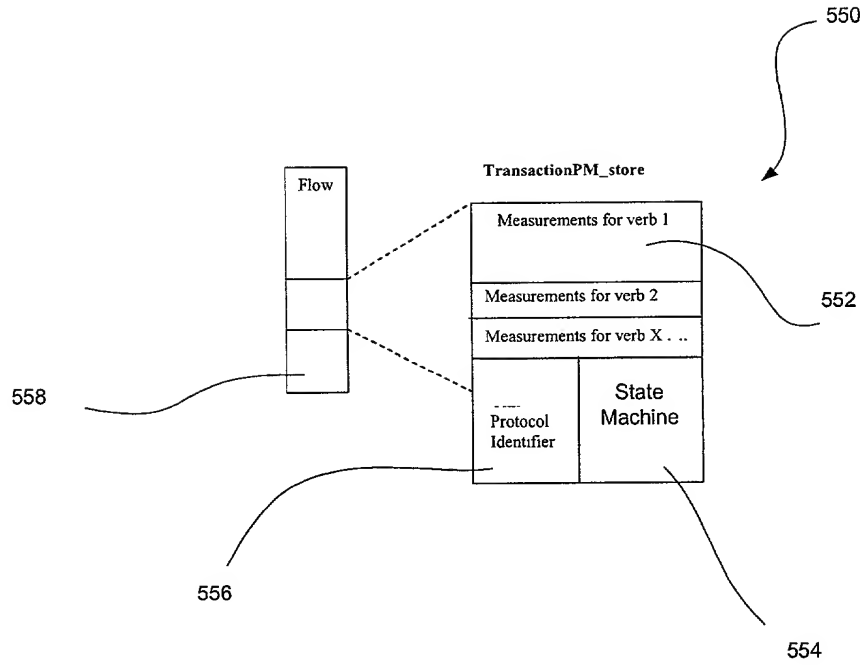 550
TransactionPM_store
Flow
Measurements for verb 1
552
Measurements for verb 2
Measurements for verb X . ..
558
State
Machine
Protocol
Identifier
556
554